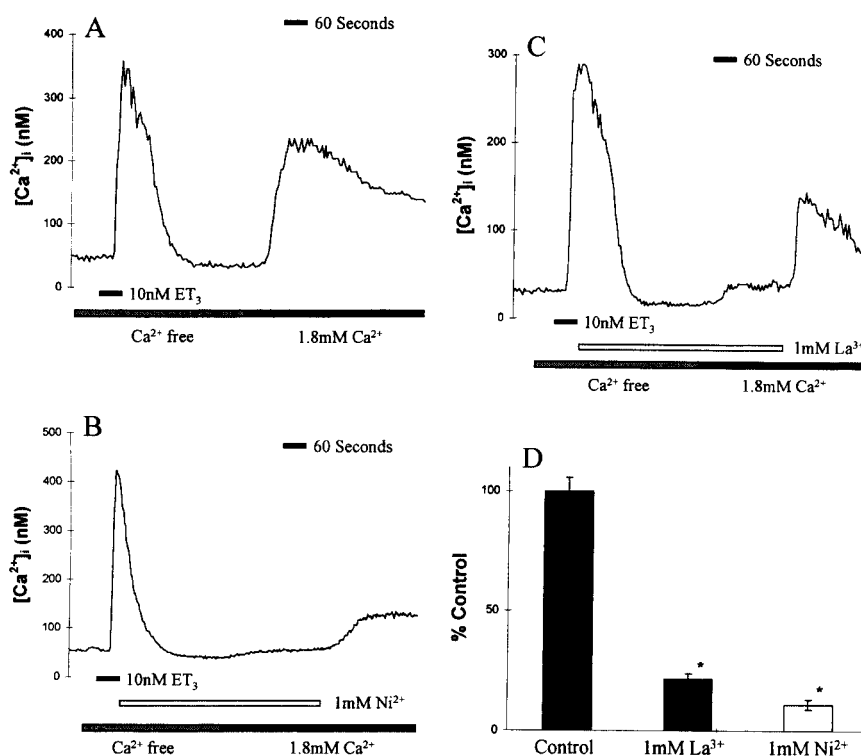 A
60 Seconds
400
300
200
100
0
[Ca²⁺]ᵢ (nM)
10nM ET₃
Ca²⁺ free 1.8mM Ca²⁺
C
60 Seconds
300
200
100
0
[Ca²⁺]ᵢ (nM)
10nM ET₃
1mM La³⁺
Ca²⁺ free 1.8mM Ca²⁺
B
60 Seconds
500
400
300
200
100
0
[Ca²⁺]ᵢ (nM)
10nM ET₃
1mM Ni²⁺
Ca²⁺ free 1.8mM Ca²⁺
D
100
50
0
% Control
*
*
Control 1mM La³⁺ 1mM Ni²⁺